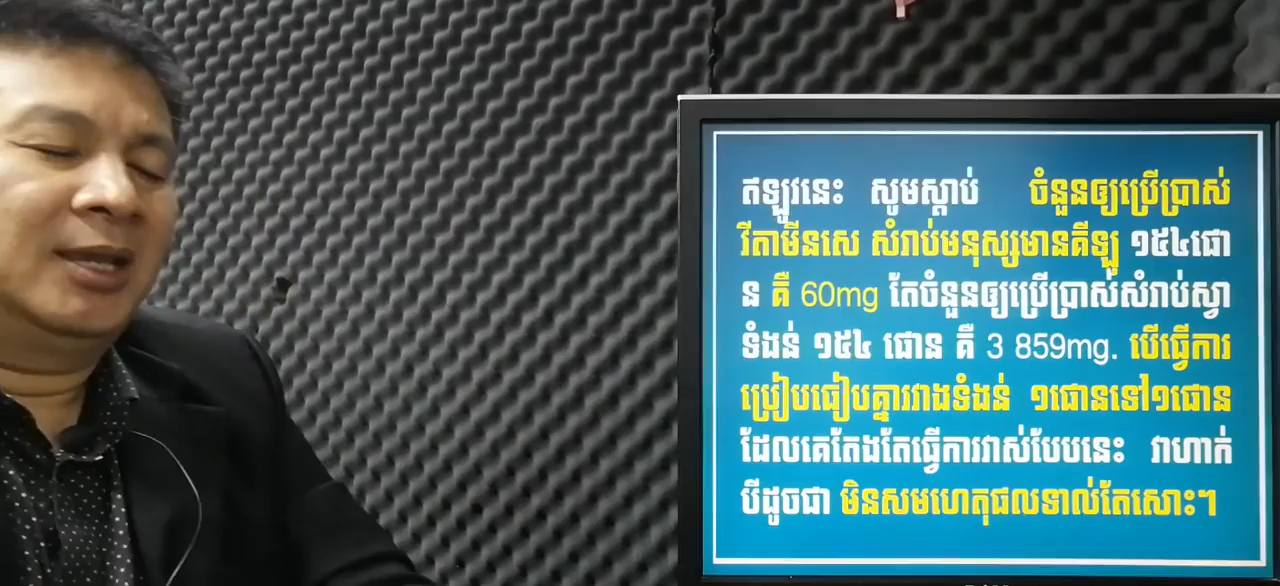 ឥឡូវនេះ សូមស្តាប់ ចំនួនឲ្យប្រើប្រាស់
វីតាមីនសេ សំរាប់មនុស្សមានគីឡូ ១៥៤ផោ
ន គឺ 60mg តែចំនួនឲ្យប្រើប្រាស់សំរាប់ស្វា
ទំងន់ ១៥៤ ផោន គឺ 3 859mg. បើធ្វើការ
ប្រៀបធៀបគ្នារវាងទំងន់ ១ផោនទៅ១ផោន
ដែលគេតែងតែធ្វើការវាស់បែបនេះ វាហាក់
បីដូចជា មិនសមហេតុផលទាល់តែសោះៗ